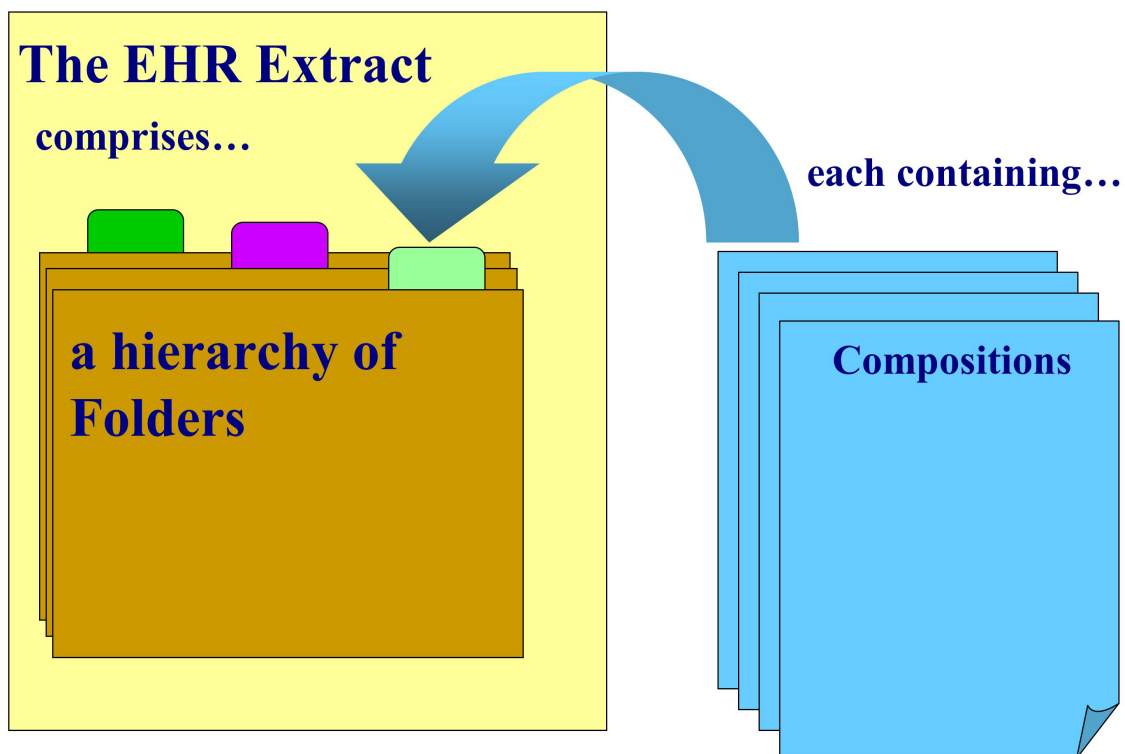 The EHR Extract
comprises…
each containing…
a hierarchy of
Folders
Compositions